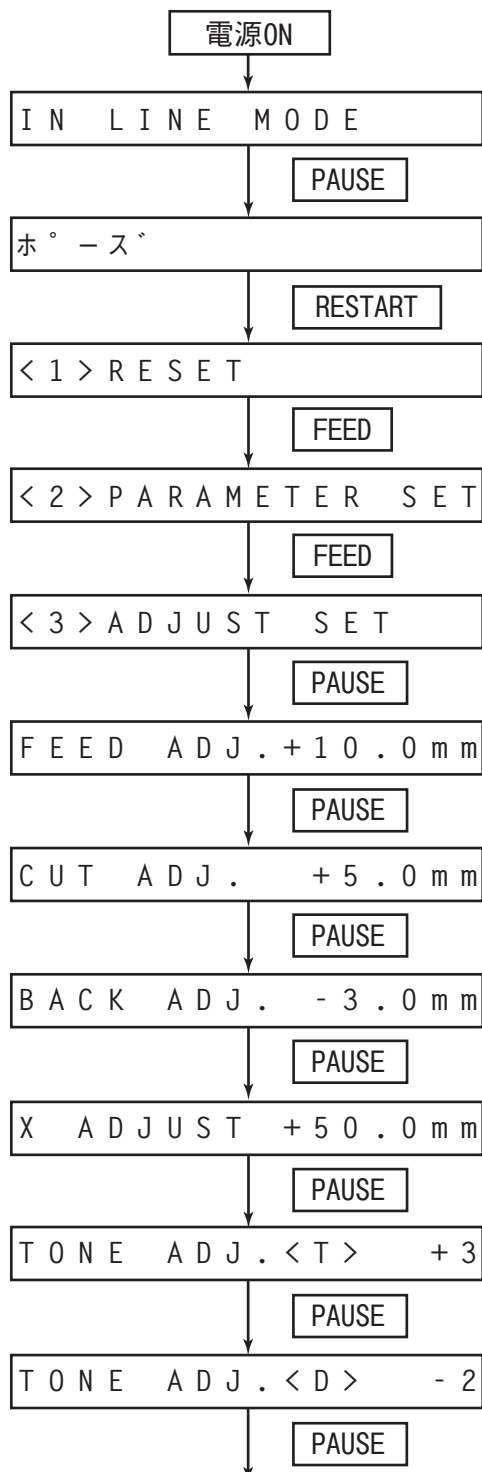 電源ON
IN LINE MODE
PAUSE
ポーズ
RESTART
<1>RESET
FEED
<2>PARAMETER SET
FEED
<3>ADJUST SET
PAUSE
FEED ADJ.+10.0mm
PAUSE
CUT ADJ. +5.0mm
PAUSE
BACK ADJ. -3.0mm
PAUSE
X ADJUST +50.0mm
PAUSE
TONE ADJ.<T> +3
PAUSE
TONE ADJ.<D> -2
PAUSE